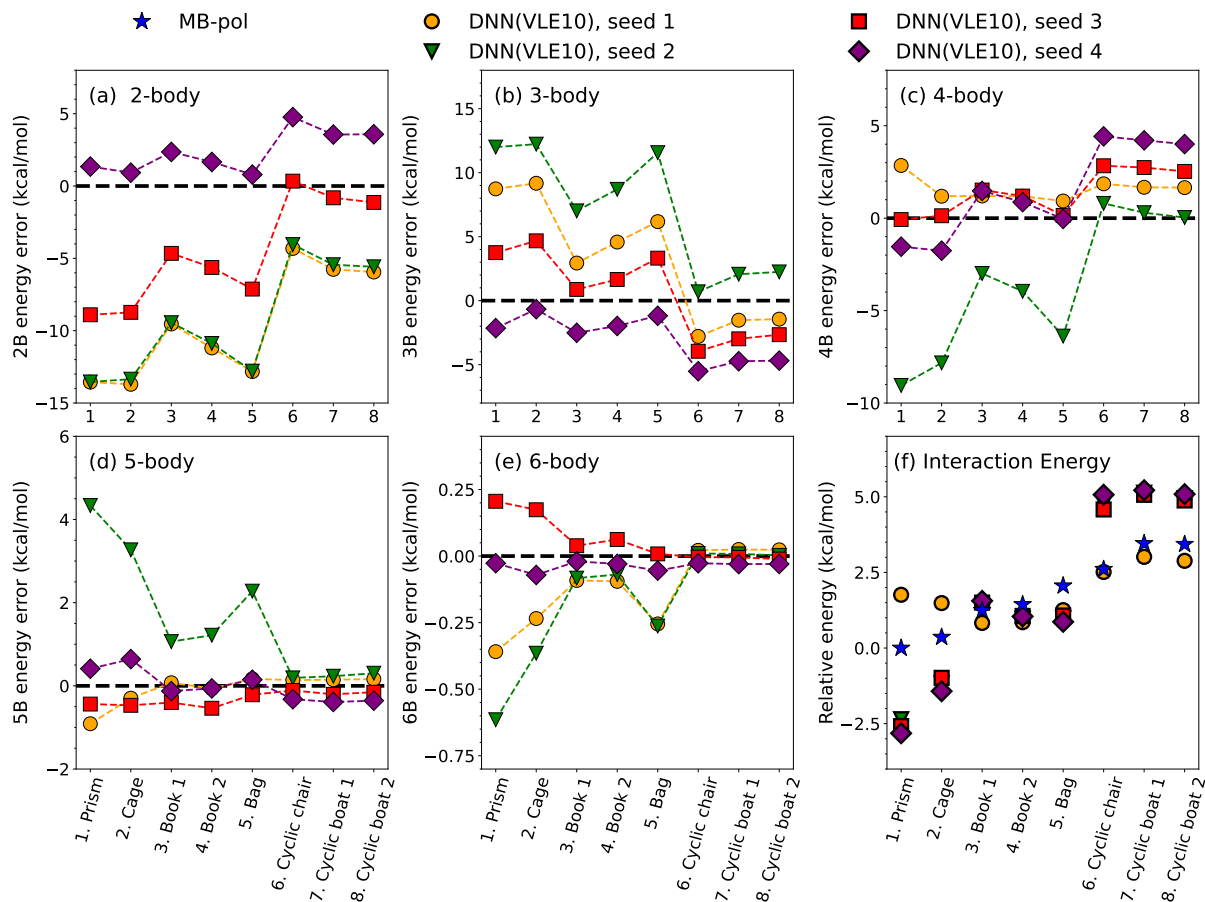 MB-pol
DNN(VLE10), seed 1
DNN(VLE10), seed 2
DNN(VLE10), seed 3
DNN(VLE10), seed 4
(a) 2-body
2B energy error (kcal/mol)
5
0
−5
−10
−15
1 2 3 4 5 6 7 8
(b) 3-body
3B energy error (kcal/mol)
15
10
5
0
−5
1 2 3 4 5 6 7 8
(c) 4-body
4B energy error (kcal/mol)
5
0
−5
−10
1 2 3 4 5 6 7 8
(d) 5-body
5B energy error (kcal/mol)
6
4
2
0
−2
1. Prism
2. Cage
3. Book 1
4. Book 2
5. Bag
6. Cyclic chair
7. Cyclic boat 1
8. Cyclic boat 2
(e) 6-body
6B energy error (kcal/mol)
0.25
0.00
−0.25
−0.50
−0.75
1. Prism
2. Cage
3. Book 1
4. Book 2
5. Bag
6. Cyclic chair
7. Cyclic boat 1
8. Cyclic boat 2
(f) Interaction Energy
Relative energy (kcal/mol)
5.0
2.5
0.0
−2.5
1. Prism
2. Cage
3. Book 1
4. Book 2
5. Bag
6. Cyclic chair
7. Cyclic boat 1
8. Cyclic boat 2